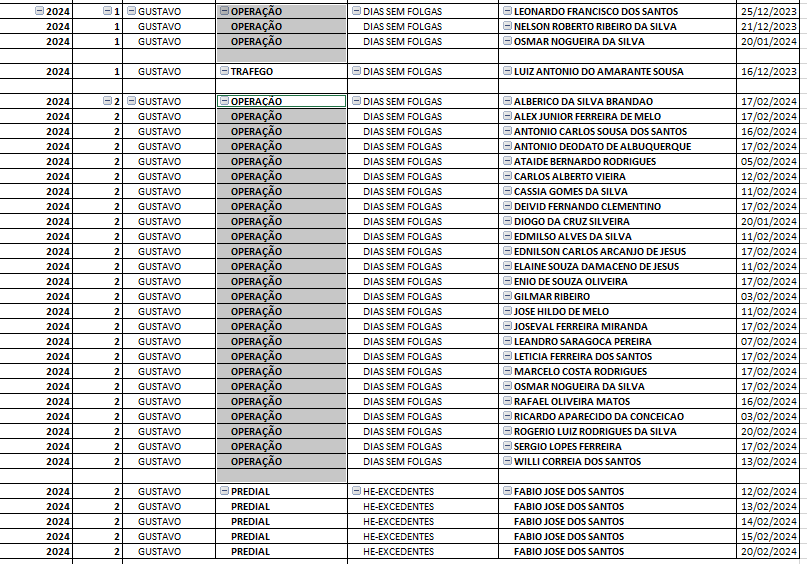 2024 1 GUSTAVO OPERAÇÃO DIAS SEM FOLGAS LEONARDO FRANCISCO DOS SANTOS 25/12/2023
2024 1 GUSTAVO OPERAÇÃO DIAS SEM FOLGAS NELSON ROBERTO RIBEIRO DA SILVA 21/12/2023
2024 1 GUSTAVO OPERAÇÃO DIAS SEM FOLGAS OSMAR NOGUEIRA DA SILVA 20/01/2024
2024 1 GUSTAVO TRAFEGO DIAS SEM FOLGAS LUIZ ANTONIO DO AMARANTE SOUSA 16/12/2023
2024 2 GUSTAVO OPERAÇÃO DIAS SEM FOLGAS ALBERICO DA SILVA BRANDAO 17/02/2024
2024 2 GUSTAVO OPERAÇÃO DIAS SEM FOLGAS ALEX JUNIOR FERREIRA DE MELO 17/02/2024
2024 2 GUSTAVO OPERAÇÃO DIAS SEM FOLGAS ANTONIO CARLOS SOUSA DOS SANTOS 16/02/2024
2024 2 GUSTAVO OPERAÇÃO DIAS SEM FOLGAS ANTONIO DEODATO DE ALBUQUERQUE 17/02/2024
2024 2 GUSTAVO OPERAÇÃO DIAS SEM FOLGAS ATAIDE BERNARDO RODRIGUES 05/02/2024
2024 2 GUSTAVO OPERAÇÃO DIAS SEM FOLGAS CARLOS ALBERTO VIEIRA 12/02/2024
2024 2 GUSTAVO OPERAÇÃO DIAS SEM FOLGAS CASSIA GOMES DA SILVA 11/02/2024
2024 2 GUSTAVO OPERAÇÃO DIAS SEM FOLGAS DEIVID FERNANDO CLEMENTINO 17/02/2024
2024 2 GUSTAVO OPERAÇÃO DIAS SEM FOLGAS DIOGO DA CRUZ SILVEIRA 20/01/2024
2024 2 GUSTAVO OPERAÇÃO DIAS SEM FOLGAS EDMILSO ALVES DA SILVA 11/02/2024
2024 2 GUSTAVO OPERAÇÃO DIAS SEM FOLGAS EDNILSON CARLOS ARCANJO DE JESUS 17/02/2024
2024 2 GUSTAVO OPERAÇÃO DIAS SEM FOLGAS ELAINE SOUZA DAMACENO DE JESUS 11/02/2024
2024 2 GUSTAVO OPERAÇÃO DIAS SEM FOLGAS ENIO DE SOUZA OLIVEIRA 17/02/2024
2024 2 GUSTAVO OPERAÇÃO DIAS SEM FOLGAS GILMAR RIBEIRO 03/02/2024
2024 2 GUSTAVO OPERAÇÃO DIAS SEM FOLGAS JOSE HILDO DE MELO 11/02/2024
2024 2 GUSTAVO OPERAÇÃO DIAS SEM FOLGAS JOSEVAL FERREIRA MIRANDA 17/02/2024
2024 2 GUSTAVO OPERAÇÃO DIAS SEM FOLGAS LEANDRO SARAGOCA PEREIRA 07/02/2024
2024 2 GUSTAVO OPERAÇÃO DIAS SEM FOLGAS LETICIA FERREIRA DOS SANTOS 17/02/2024
2024 2 GUSTAVO OPERAÇÃO DIAS SEM FOLGAS MARCELO COSTA RODRIGUES 17/02/2024
2024 2 GUSTAVO OPERAÇÃO DIAS SEM FOLGAS OSMAR NOGUEIRA DA SILVA 17/02/2024
2024 2 GUSTAVO OPERAÇÃO DIAS SEM FOLGAS RAFAEL OLIVEIRA MATOS 16/02/2024
2024 2 GUSTAVO OPERAÇÃO DIAS SEM FOLGAS RICARDO APARECIDO DA CONCEICAO 03/02/2024
2024 2 GUSTAVO OPERAÇÃO DIAS SEM FOLGAS ROGERIO LUIZ RODRIGUES DA SILVA 20/02/2024
2024 2 GUSTAVO OPERAÇÃO DIAS SEM FOLGAS SERGIO LOPES FERREIRA 17/02/2024
2024 2 GUSTAVO OPERAÇÃO DIAS SEM FOLGAS WILLI CORREIA DOS SANTOS 13/02/2024
2024 2 GUSTAVO PREDIAL HE-EXCEDENTES FABIO JOSE DOS SANTOS 12/02/2024
2024 2 GUSTAVO PREDIAL HE-EXCEDENTES FABIO JOSE DOS SANTOS 13/02/2024
2024 2 GUSTAVO PREDIAL HE-EXCEDENTES FABIO JOSE DOS SANTOS 14/02/2024
2024 2 GUSTAVO PREDIAL HE-EXCEDENTES FABIO JOSE DOS SANTOS 15/02/2024
2024 2 GUSTAVO PREDIAL HE-EXCEDENTES FABIO JOSE DOS SANTOS 20/02/2024